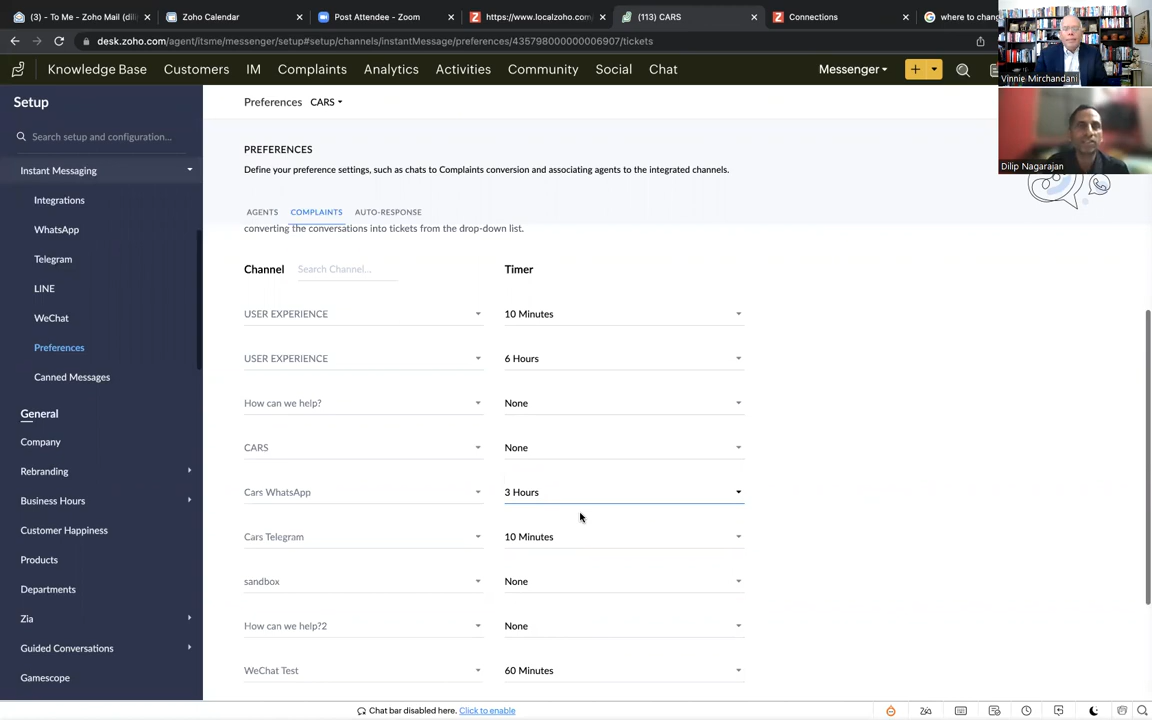 (3) - To Me - Zoho Mail (dili
Zoho Calendar
Post Attendee - Zoom
https://www.localzoho.com/
(113) CARS
Connections
where to chang
desk.zoho.com/agent/itsme/messenger/setup#setup/channels/instantMessage/preferences/435798000000006907/tickets
Knowledge Base
Customers
IM
Complaints
Analytics
Activities
Community
Social
Chat
Messenger
Vinnie Mirchandani
Dilip Nagarajan
Setup
Search setup and configuration...
Instant Messaging
Integrations
WhatsApp
Telegram
LINE
WeChat
Preferences
Canned Messages
General
Company
Rebranding
Business Hours
Customer Happiness
Products
Departments
Zia
Guided Conversations
Gamescope
Preferences CARS
PREFERENCES
Define your preference settings, such as chats to Complaints conversion and associating agents to the integrated channels.
AGENTS COMPLAINTS AUTO-RESPONSE
converting the conversations into tickets from the drop-down list.
Channel Search Channel... Timer
USER EXPERIENCE 10 Minutes
USER EXPERIENCE 6 Hours
How can we help? None
CARS None
Cars WhatsApp 3 Hours
Cars Telegram 10 Minutes
sandbox None
How can we help?2 None
WeChat Test 60 Minutes
Chat bar disabled here. Click to enable